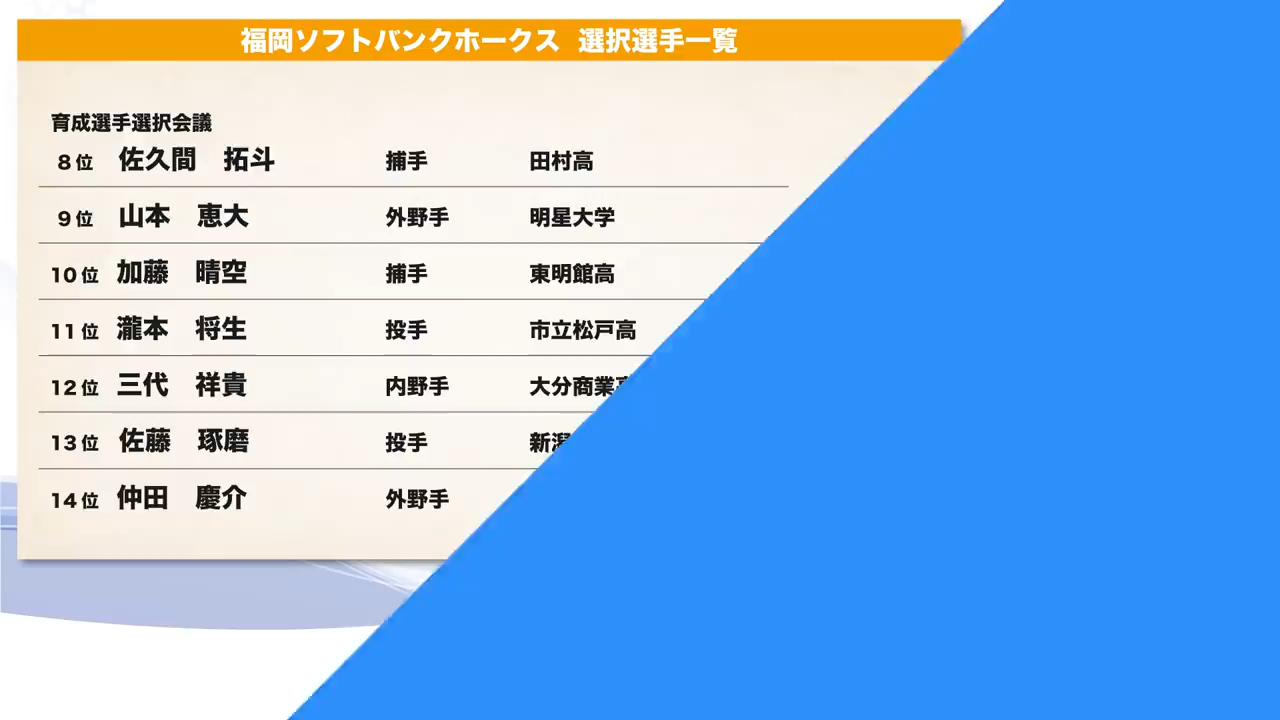 福岡ソフトバンクホークス 選択選手一覧
育成選手選択会議
8位 佐久間 拓斗 捕手 田村高
9位 山本 恵大 外野手 明星大学
10位 加藤 晴空 捕手 東明館高
11位 瀧本 将生 投手 市立松戸高
12位 三代 祥貴 内野手 大分商業
13位 佐藤 琢磨 投手 新
14位 仲田 慶介 外野手